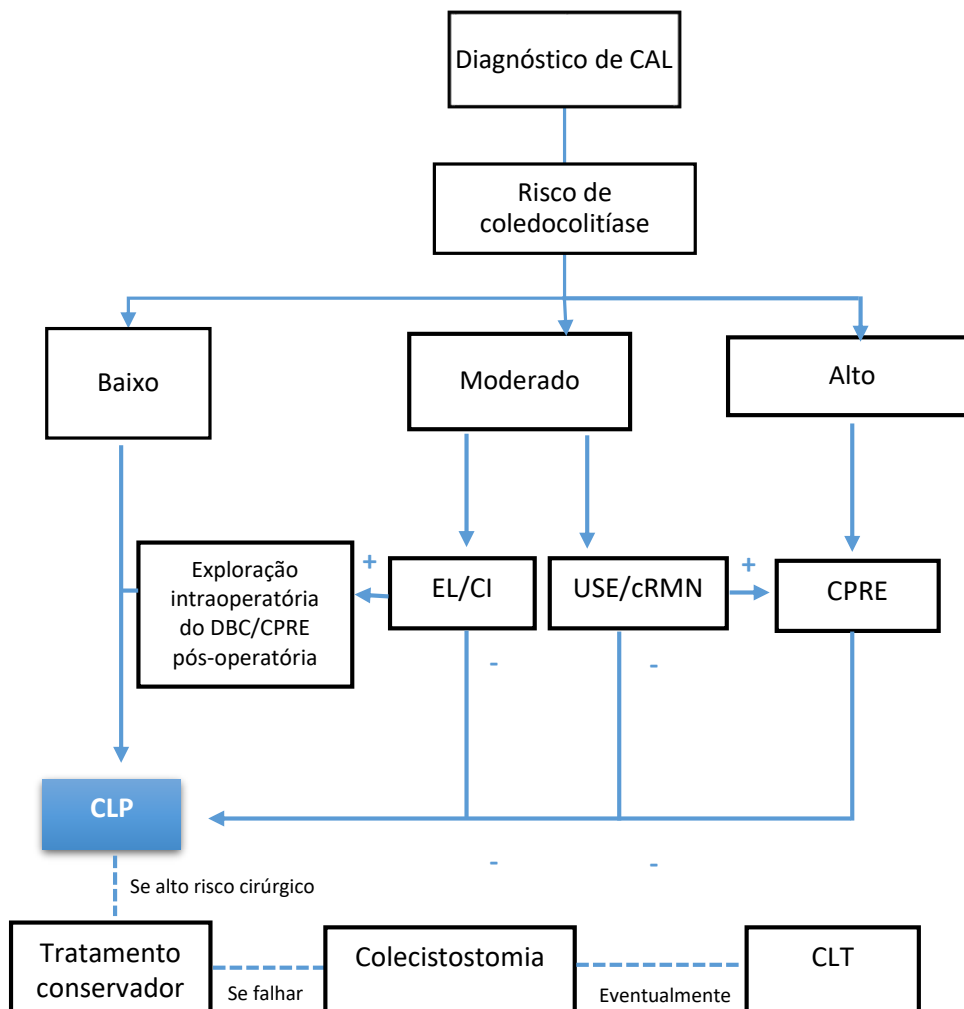 Diagnóstico de CAL
Risco de
coledocolitíase
Baixo
Moderado
Alto
+
+
Exploração
intraoperatória
do DBC/CPRE
pós-operatória
EL/CI
USE/cRMN
CPRE
-
-
CLP
-
-
Se alto risco cirúrgico
Tratamento
conservador
Se falhar
Colecistostomia
Eventualmente
CLT